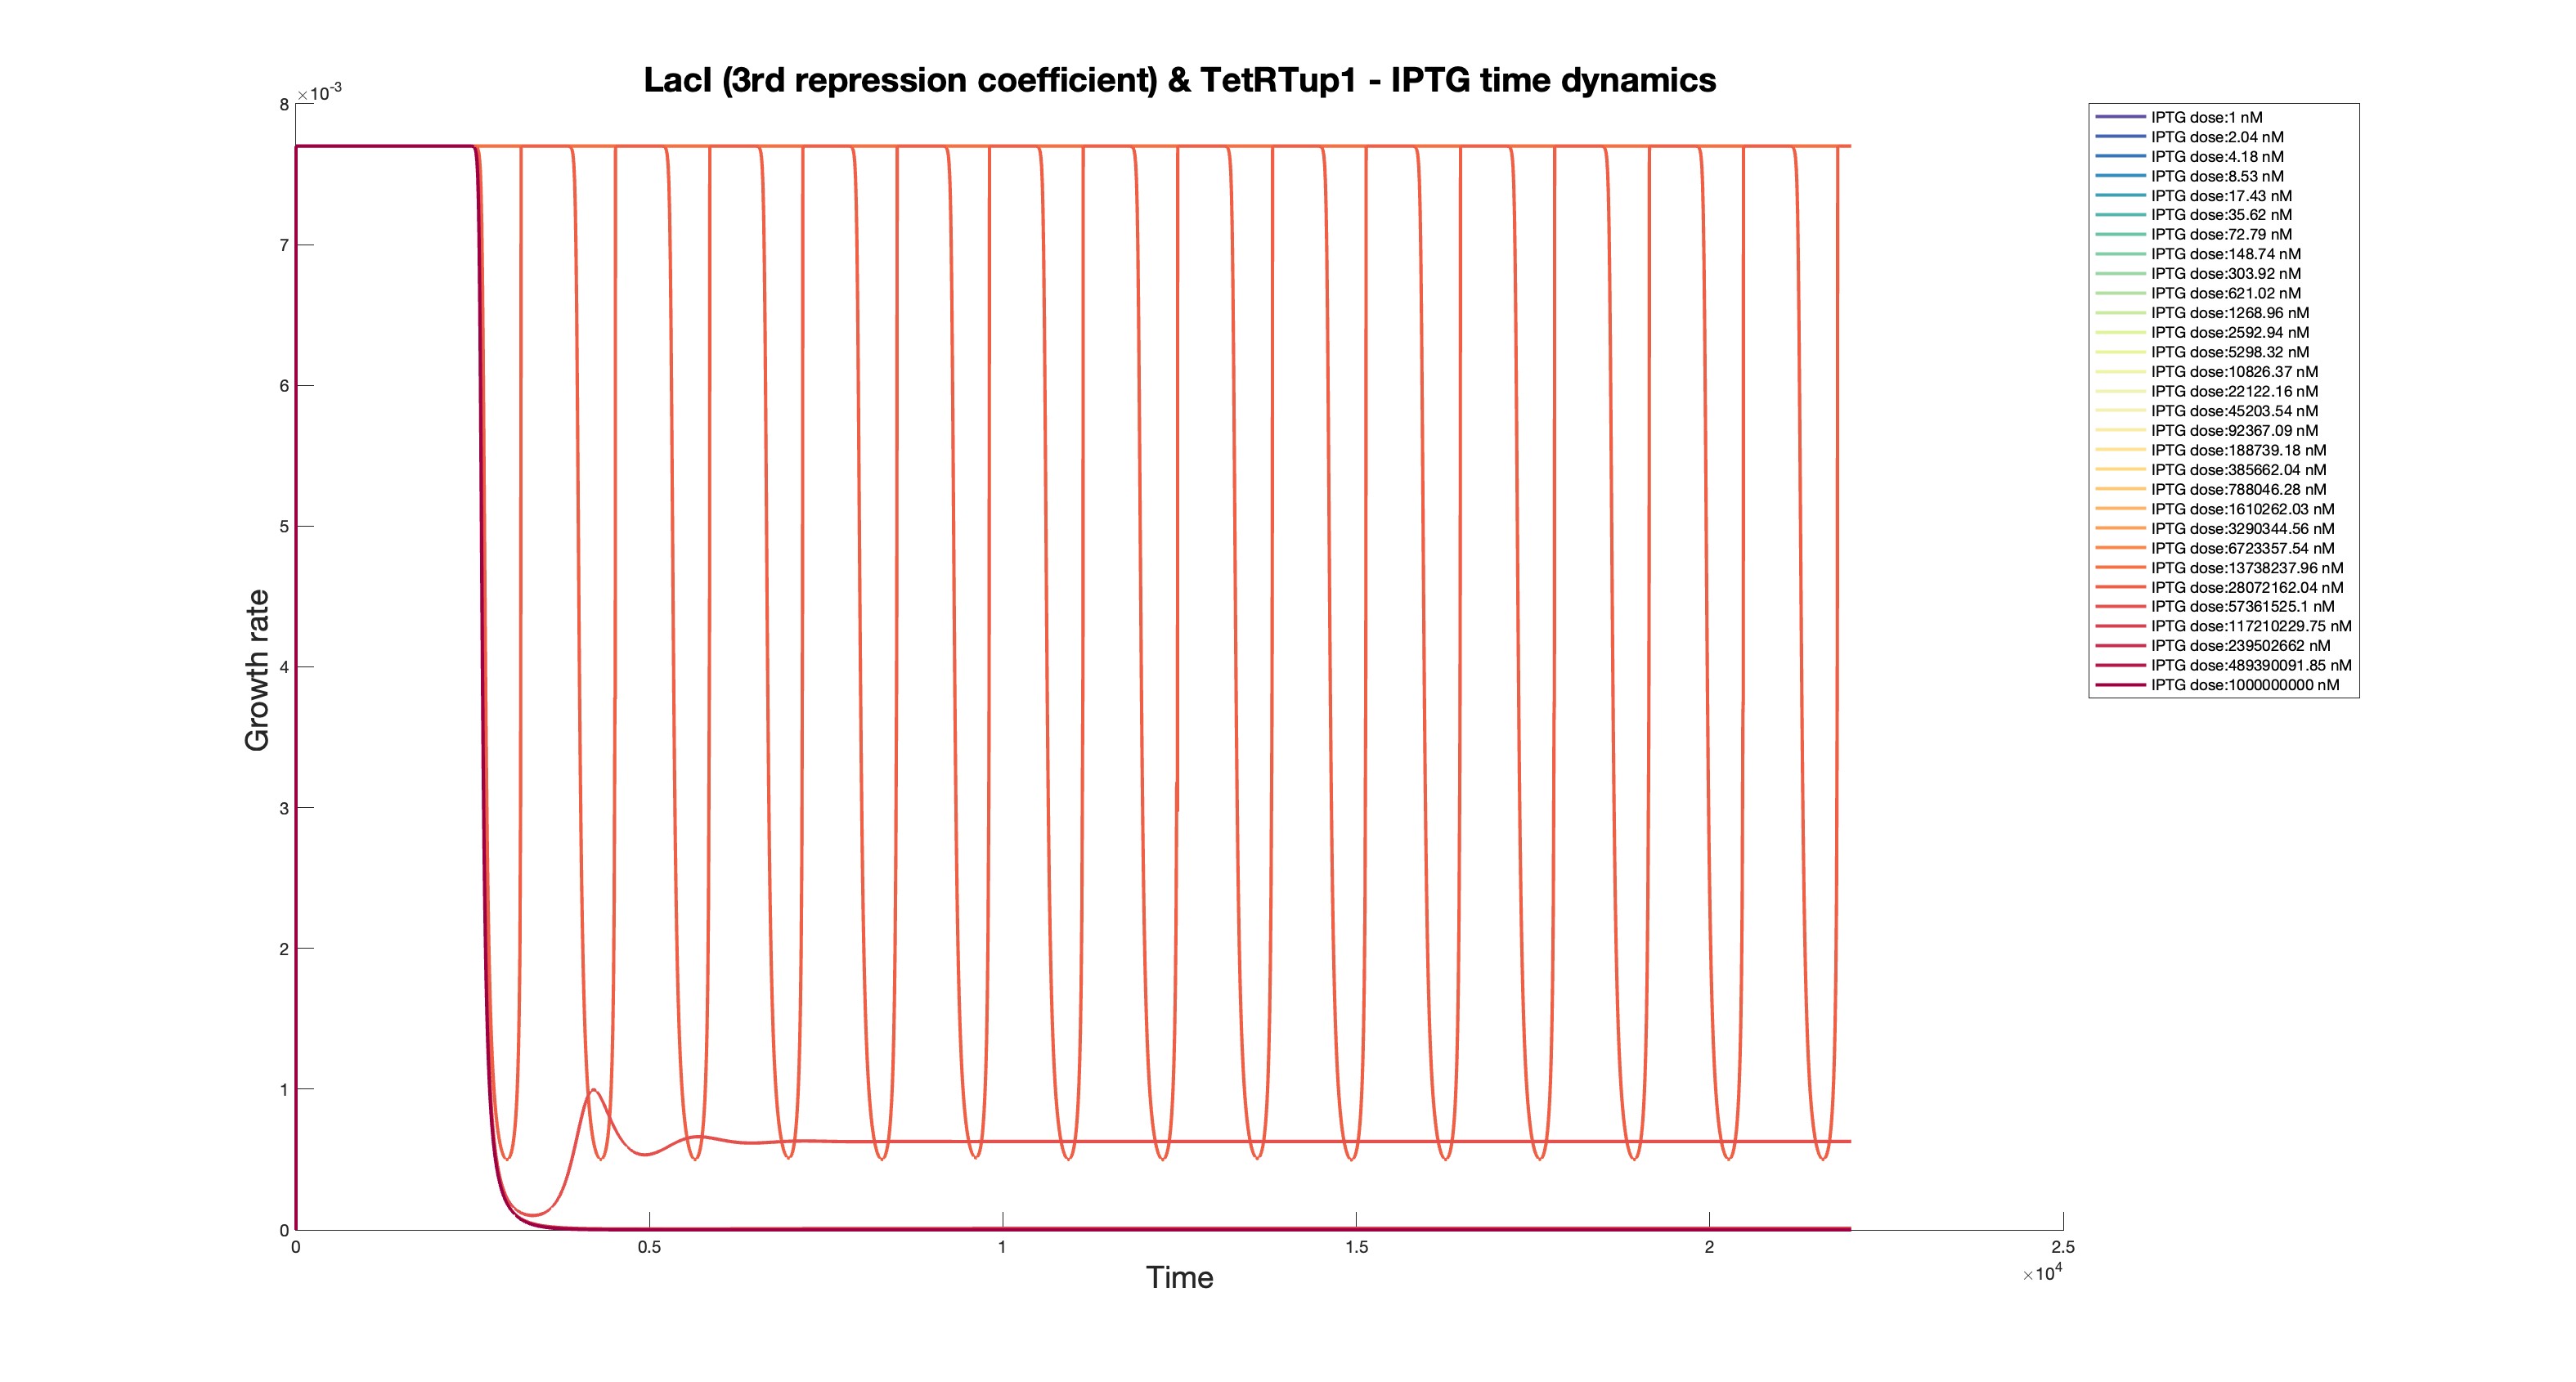 LacI (3rd repression coefficient) & TetRTup1 - IPTG time dynamics
×10-3
8
7
6
5
4
3
2
1
0
Growth rate
0 0.5 1 1.5 2 2.5
×104
Time
IPTG dose:1 nM
IPTG dose:2.04 nM
IPTG dose:4.18 nM
IPTG dose:8.53 nM
IPTG dose:17.43 nM
IPTG dose:35.62 nM
IPTG dose:72.79 nM
IPTG dose:148.74 nM
IPTG dose:303.92 nM
IPTG dose:621.02 nM
IPTG dose:1268.96 nM
IPTG dose:2592.94 nM
IPTG dose:5298.32 nM
IPTG dose:10826.37 nM
IPTG dose:22122.16 nM
IPTG dose:45203.54 nM
IPTG dose:92367.09 nM
IPTG dose:188739.18 nM
IPTG dose:385662.04 nM
IPTG dose:788046.28 nM
IPTG dose:1610262.03 nM
IPTG dose:3290344.56 nM
IPTG dose:6723357.54 nM
IPTG dose:13738237.96 nM
IPTG dose:28072162.04 nM
IPTG dose:57361525.1 nM
IPTG dose:117210229.75 nM
IPTG dose:239502662 nM
IPTG dose:489390091.85 nM
IPTG dose:1000000000 nM